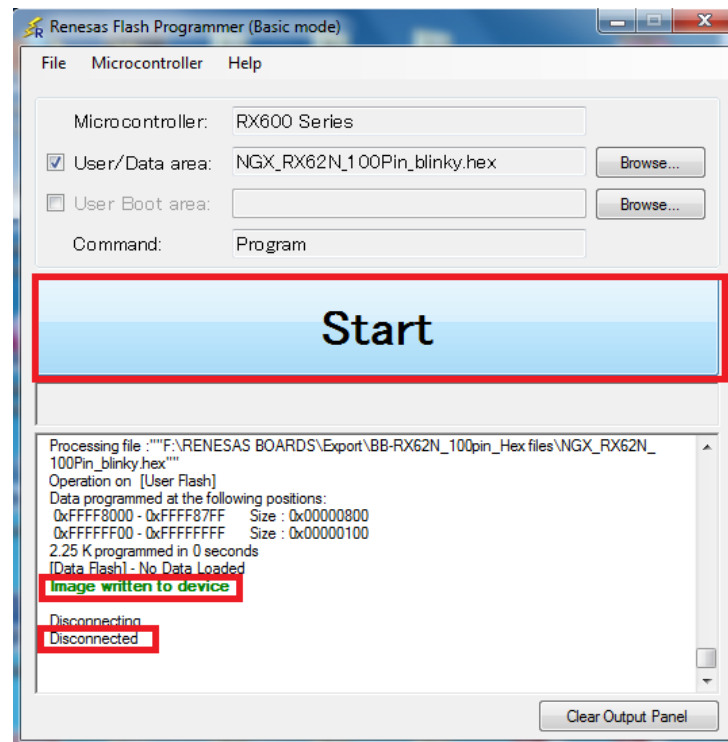 Renesas Flash Programmer (Basic mode)
File Microcontroller Help
Microcontroller: RX600 Series
User/Data area: NGX_RX62N_100Pin_blinky.hex Browse...
User Boot area: Browse...
Command: Program
Start
Processing file :""F:\RENESAS BOARDS\Export\BB-RX62N_100pin_Hex files\NGX_RX62N_
100Pin_blinky.hex""
Operation on [User Flash]
Data programmed at the following positions:
0xFFFF8000 - 0xFFFF87FF Size : 0x00000800
0xFFFFFF00 - 0xFFFFFFFF Size : 0x00000100
2.25 K programmed in 0 seconds
[Data Flash] - No Data Loaded
Image written to device
Disconnecting
Disconnected
Clear Output Panel